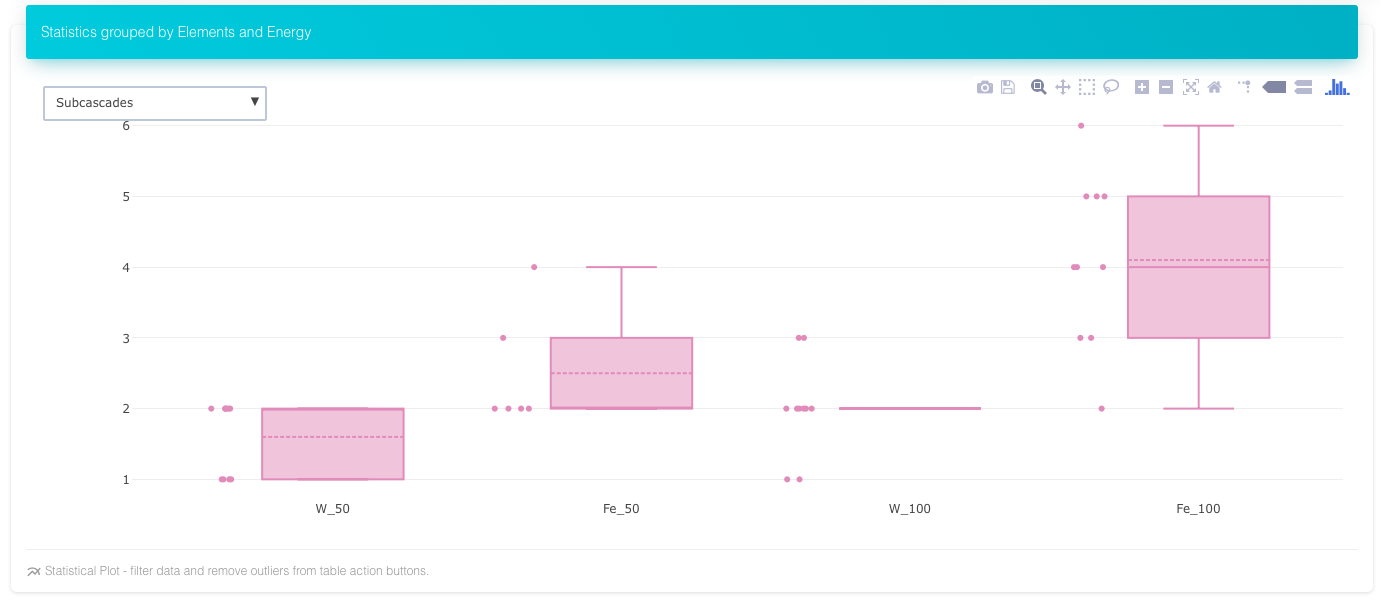 Statistics grouped by Elements and Energy
Subcascades ▼
6
5
4
3
2
1
W_50 Fe_50 W_100 Fe_100
Statistical Plot - filter data and remove outliers from table action buttons.